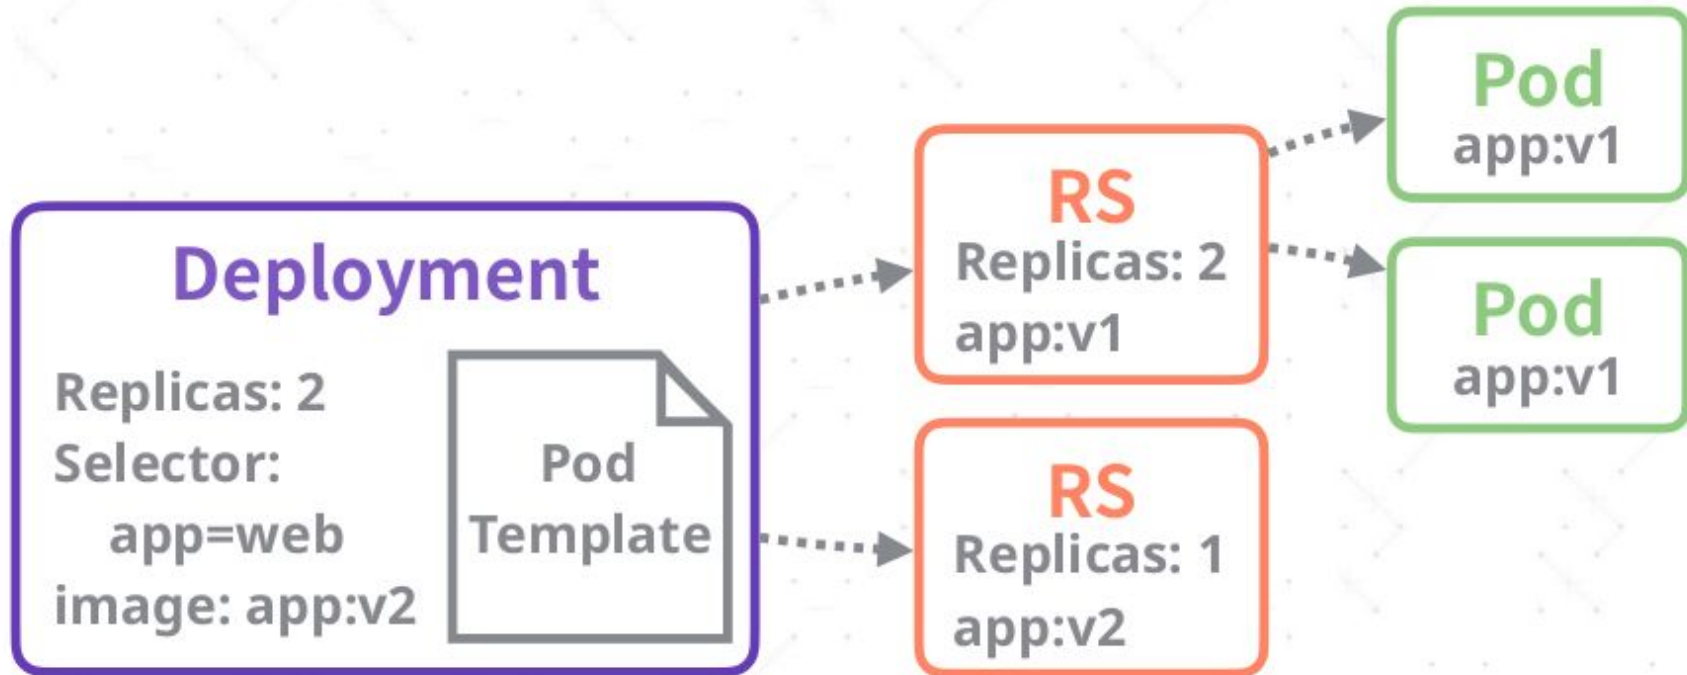 Deployment
Replicas: 2
Selector:
app=web
image: app:v2
Pod
Template
RS
Replicas: 2
app:v1
RS
Replicas: 1
app:v2
Pod
app:v1
Pod
app:v1